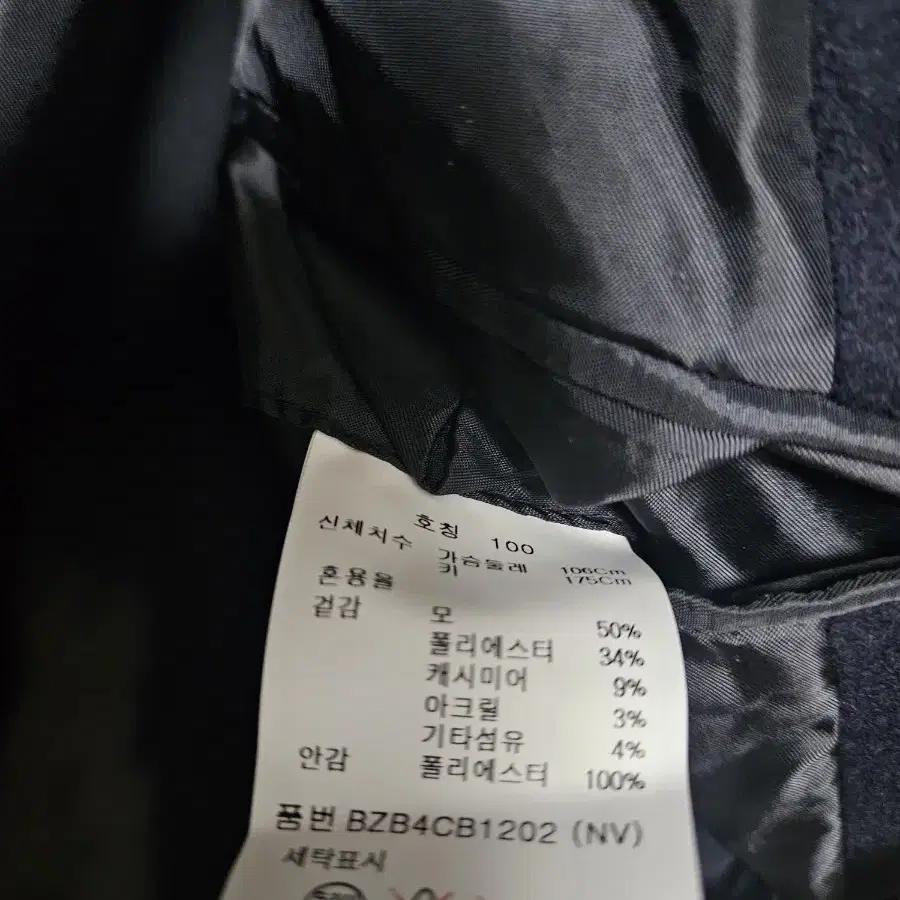 호칭 100
신체치수 가슴둘레 106Cm
키 175Cm
혼용율
겉감 모 50%
폴리에스터 34%
캐시미어 9%
아크릴 3%
기타섬유 4%
안감 폴리에스터 100%
품번 BZB4CB1202 (NV)
세탁표시